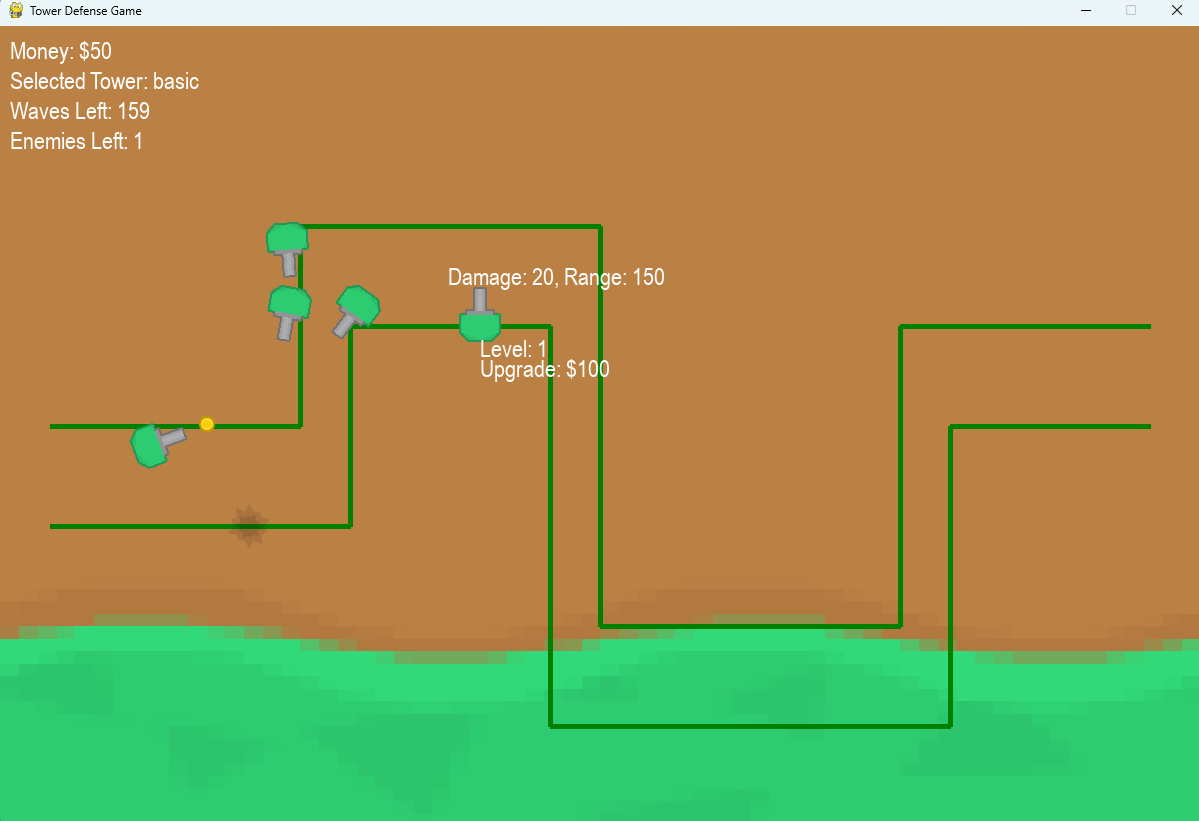 Tower Defense Game
Money: $50
Selected Tower: basic
Waves Left: 159
Enemies Left: 1
Damage: 20, Range: 150
Level: 1
Upgrade: $100